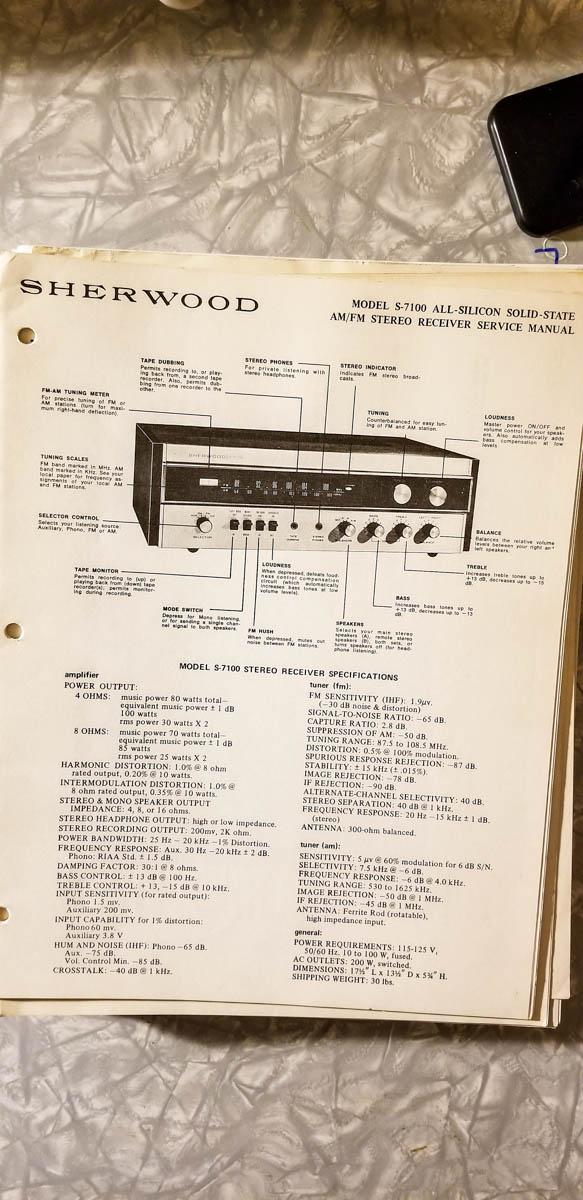 SHERWOOD
MODEL S-7100 ALL-SILICON SOLID-STATE
AM/FM STEREO RECEIVER SERVICE MANUAL
TAPE DUBBING
Permits recording to, or play-
ing back from, a second tape
recorder. Also, permits dub-
bing from one recorder to the
other.
STEREO PHONES
For private listening with
stereo headphones.
STEREO INDICATOR
Indicates FM stereo broad-
casts.
FM-AM TUNING METER
For precise tuning of FM or
AM stations (turn for maxi-
mum right-hand deflection).
TUNING
Counterbalanced for easy tun-
ing of FM and AM station.
LOUDNESS
Master power ON/OFF and
volume control for your speak-
ers. Also automatically adds
bass compensation at low
levels.
TUNING SCALES
FM band marked in MHz. AM
band marked in KHz. See your
local paper for frequency as-
signments of your local AM
and FM stations.
SHERWOOD
SELECTOR CONTROL
Selects your listening source:
Auxiliary, Phono, FM or AM.
SELECTOR
BALANCE
Balances the relative volume
levels between your right an
left speakers.
TAPE MONITOR
Permits recording to (up) or
playing back from (down) tape
recorder(s), permits monitor-
ing during recording.
LOUDNESS
When depressed, defeats loud-
ness control compensation
circuit (which automatically
increases bass tones at low
volume levels).
TREBLE
Increases treble tones up to
+13 dB, decreases up to −15
dB.
BASS
Increases bass tones up to
+13 dB, decreases up to −13
dB.
MODE SWITCH
Depress for Mono listening,
or for sending a single chan-
nel signal to both speakers.
FM HUSH
When depressed, mutes out
noise between FM stations.
SPEAKERS
Selects your main stereo
speakers (A), remote stereo
speakers (B), both sets, or
turns speakers off (for head-
phone listening).
MODEL S-7100 STEREO RECEIVER SPECIFICATIONS
amplifier
POWER OUTPUT:
4 OHMS: music power 80 watts total—
equivalent music power ± 1 dB
100 watts
rms power 30 watts X 2
8 OHMS: music power 70 watts total—
equivalent music power ± 1 dB
85 watts
rms power 25 watts X 2
HARMONIC DISTORTION: 1.0% @ 8 ohm
rated output, 0.20% @ 10 watts.
INTERMODULATION DISTORTION: 1.0% @
8 ohm rated output, 0.35% @ 10 watts.
STEREO & MONO SPEAKER OUTPUT
IMPEDANCE: 4, 8, or 16 ohms.
STEREO HEADPHONE OUTPUT: high or low impedance.
STEREO RECORDING OUTPUT: 200mv, 2K ohm.
POWER BANDWIDTH: 25 Hz − 20 kHz −1% Distortion.
FREQUENCY RESPONSE: Aux. 30 Hz −20 kHz ± 2 dB.
Phono: RIAA Std. ± 1.5 dB.
DAMPING FACTOR: 30:1 @ 8 ohms.
BASS CONTROL: ± 13 dB @ 100 Hz.
TREBLE CONTROL: + 13, −15 dB @ 10 kHz.
INPUT SENSITIVITY (for rated output):
Phono 1.5 mv.
Auxiliary 200 mv.
INPUT CAPABILITY for 1% distortion:
Phono 60 mv.
Auxiliary 3.8 V
HUM AND NOISE (IHF): Phono −65 dB.
Aux. −75 dB.
Vol. Control Min. −85 dB.
CROSSTALK: −40 dB @ 1 kHz.
tuner (fm):
FM SENSITIVITY (IHF): 1.9μv.
(−30 dB noise & distortion)
SIGNAL-TO-NOISE RATIO: −65 dB.
CAPTURE RATIO: 2.8 dB.
SUPPRESSION OF AM: −50 dB.
TUNING RANGE: 87.5 to 108.5 MHz.
DISTORTION: 0.5% @ 100% modulation.
SPURIOUS RESPONSE REJECTION: −87 dB.
STABILITY: ± 15 kHz (± .015%).
IMAGE REJECTION: −78 dB.
IF REJECTION: −90 dB.
ALTERNATE-CHANNEL SELECTIVITY: 40 dB.
STEREO SEPARATION: 40 dB @ 1 kHz.
FREQUENCY RESPONSE: 20 Hz −15 kHz ± 1 dB.
(stereo)
ANTENNA: 300-ohm balanced.
tuner (am):
SENSITIVITY: 5 μv @ 60% modulation for 6 dB S/N.
SELECTIVITY: 7.5 kHz @ −6 dB.
FREQUENCY RESPONSE: −6 dB @ 4.0 kHz.
TUNING RANGE: 530 to 1625 kHz.
IMAGE REJECTION: −50 dB @ 1 MHz.
IF REJECTION: −45 dB @ 1 MHz.
ANTENNA: Ferrite Rod (rotatable),
high impedance input.
general:
POWER REQUIREMENTS: 115-125 V,
50/60 Hz. 10 to 100 W, fused.
AC OUTLETS: 200 W, switched.
DIMENSIONS: 17½″ L x 13½″ D x 5¾″ H.
SHIPPING WEIGHT: 30 lbs.